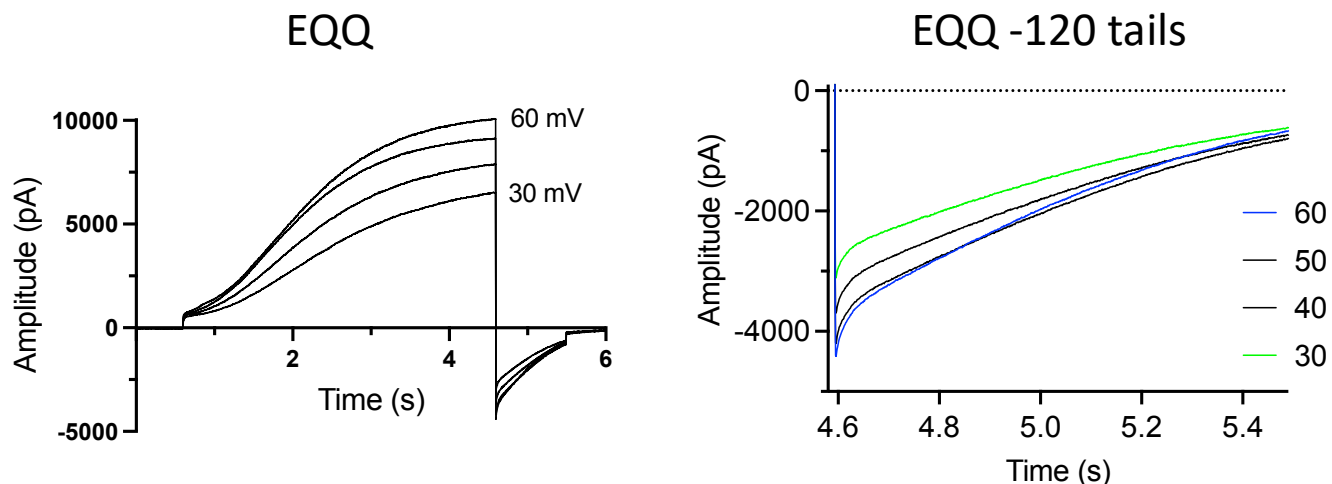 EQQ
EQQ -120 tails
10000
5000
0
-5000
Amplitude (pA)
60 mV
30 mV
2
4
6
Time (s)
0
-2000
-4000
Amplitude (pA)
60
50
40
30
4.6
4.8
5.0
5.2
5.4
Time (s)